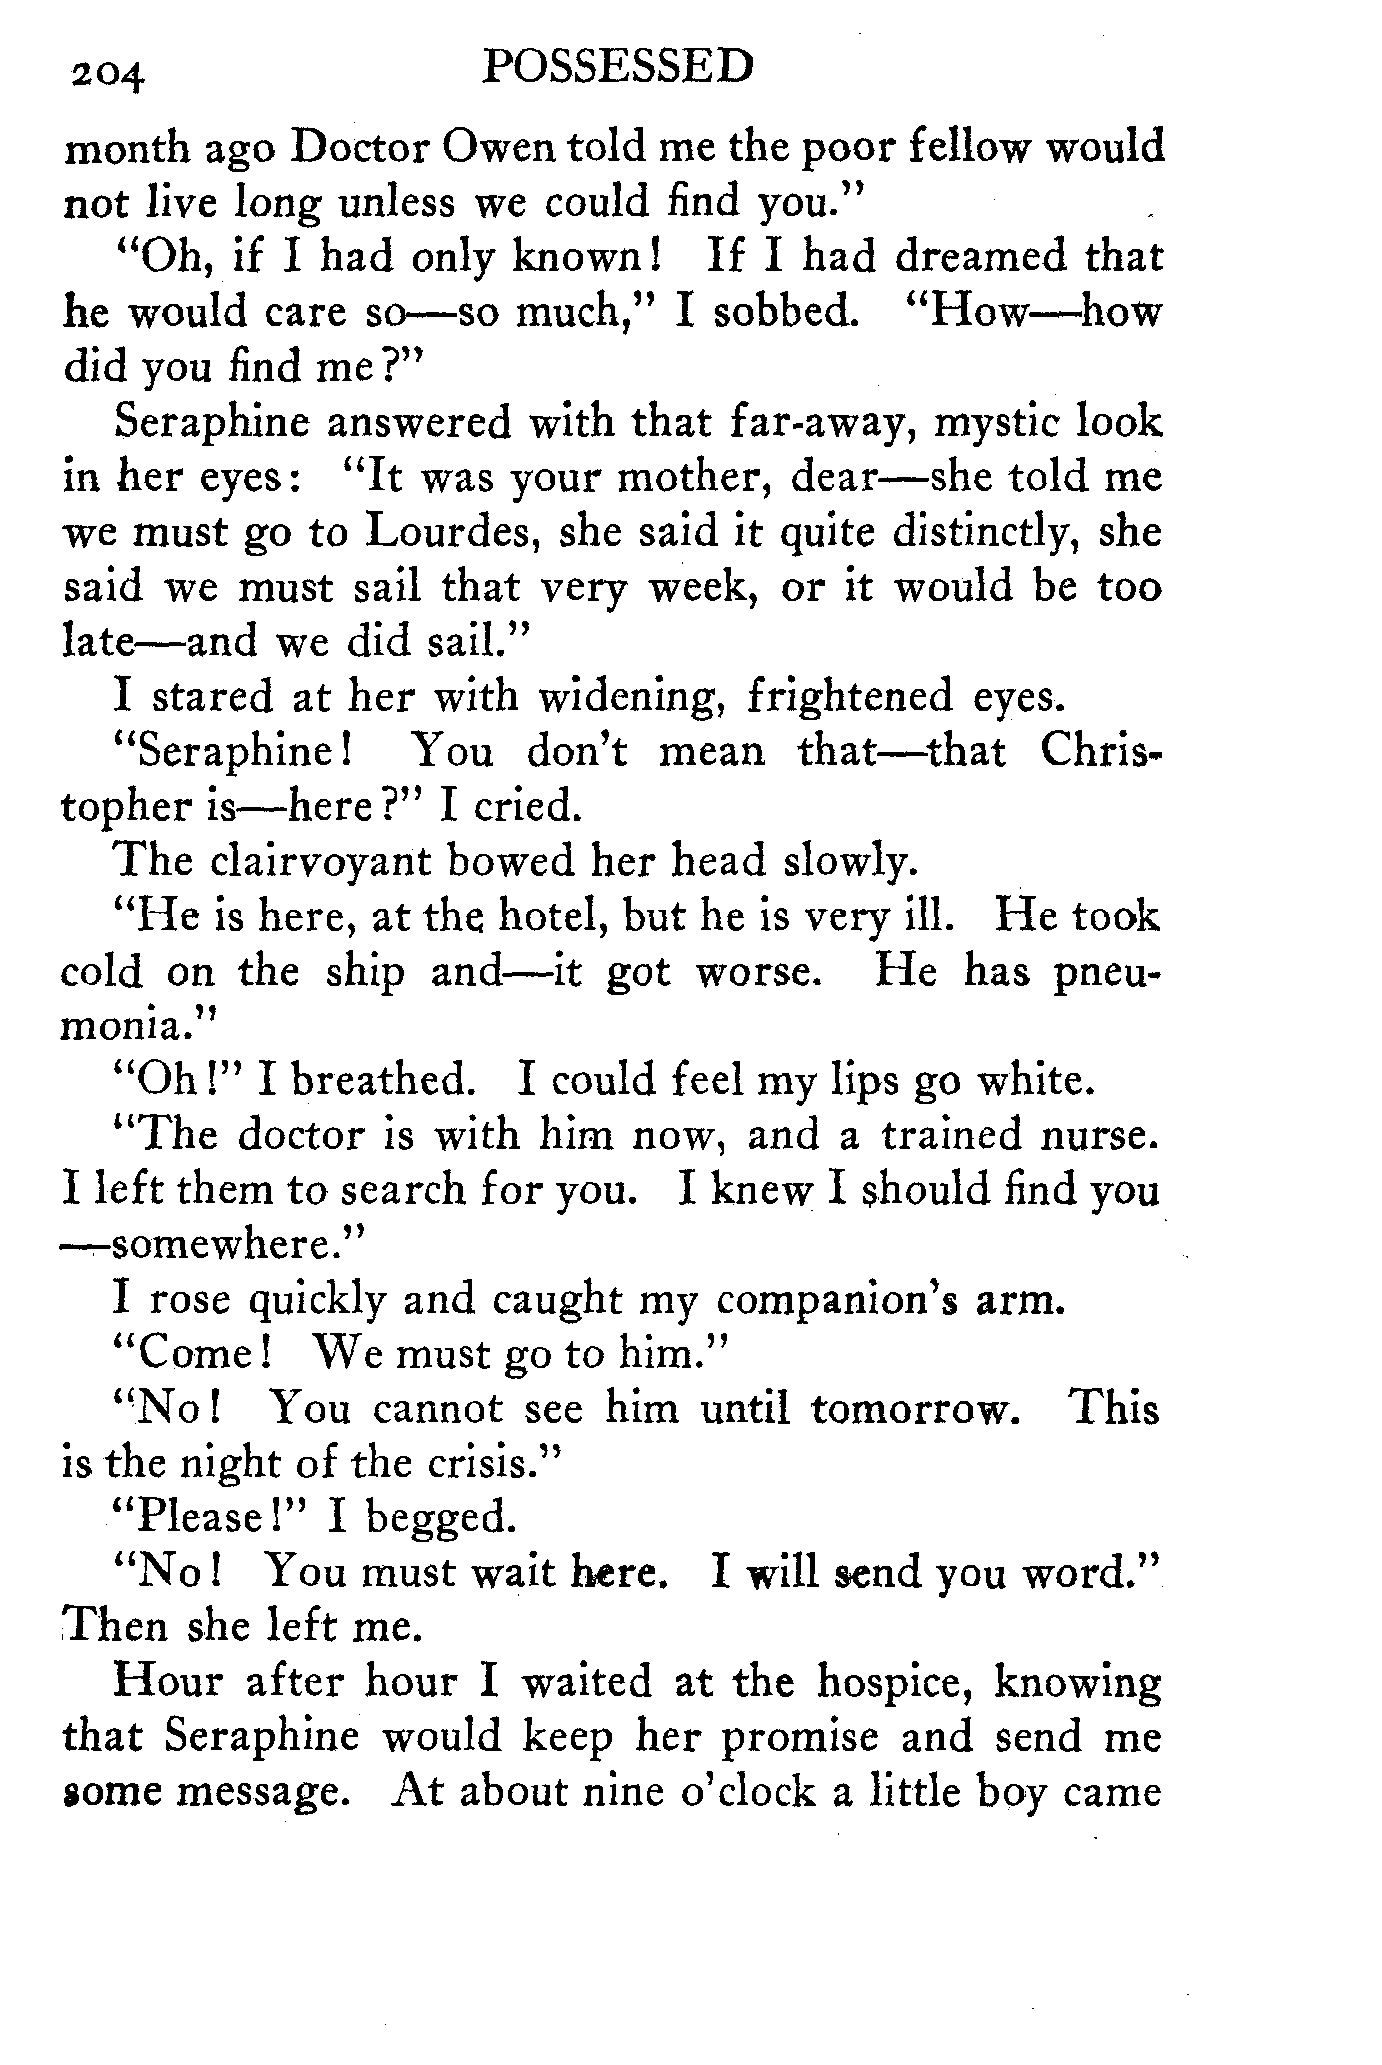 204 POSSESSED
month ago Doctor Owen told me the poor fellow would
not live long unless we could find you."
"Oh, if I had only known! If I had dreamed that
he would care so—so much," I sobbed. "How—how
did you find me?"
Seraphine answered with that far-away, mystic look
in her eyes: "It was your mother, dear—she told me
we must go to Lourdes, she said it quite distinctly, she
said we must sail that very week, or it would be too
late—and we did sail."
I stared at her with widening, frightened eyes.
"Seraphine! You don't mean that—that Chris-
topher is—here?" I cried.
The clairvoyant bowed her head slowly.
"He is here, at the hotel, but he is very ill. He took
cold on the ship and—it got worse. He has pneu-
monia."
"Oh!" I breathed. I could feel my lips go white.
"The doctor is with him now, and a trained nurse.
I left them to search for you. I knew I should find you
—somewhere."
I rose quickly and caught my companion's arm.
"Come! We must go to him."
"No! You cannot see him until tomorrow. This
is the night of the crisis."
"Please!" I begged.
"No! You must wait here. I will send you word."
Then she left me.
Hour after hour I waited at the hospice, knowing
that Seraphine would keep her promise and send me
some message. At about nine o'clock a little boy came